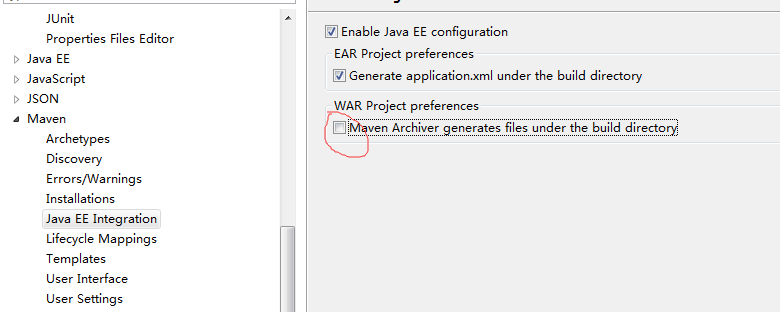 JUnit
Properties Files Editor
Java EE
JavaScript
JSON
Maven
Archetypes
Discovery
Errors/Warnings
Installations
Java EE Integration
Lifecycle Mappings
Templates
User Interface
User Settings
Enable Java EE configuration
EAR Project preferences
Generate application.xml under the build directory
WAR Project preferences
Maven Archiver generates files under the build directory